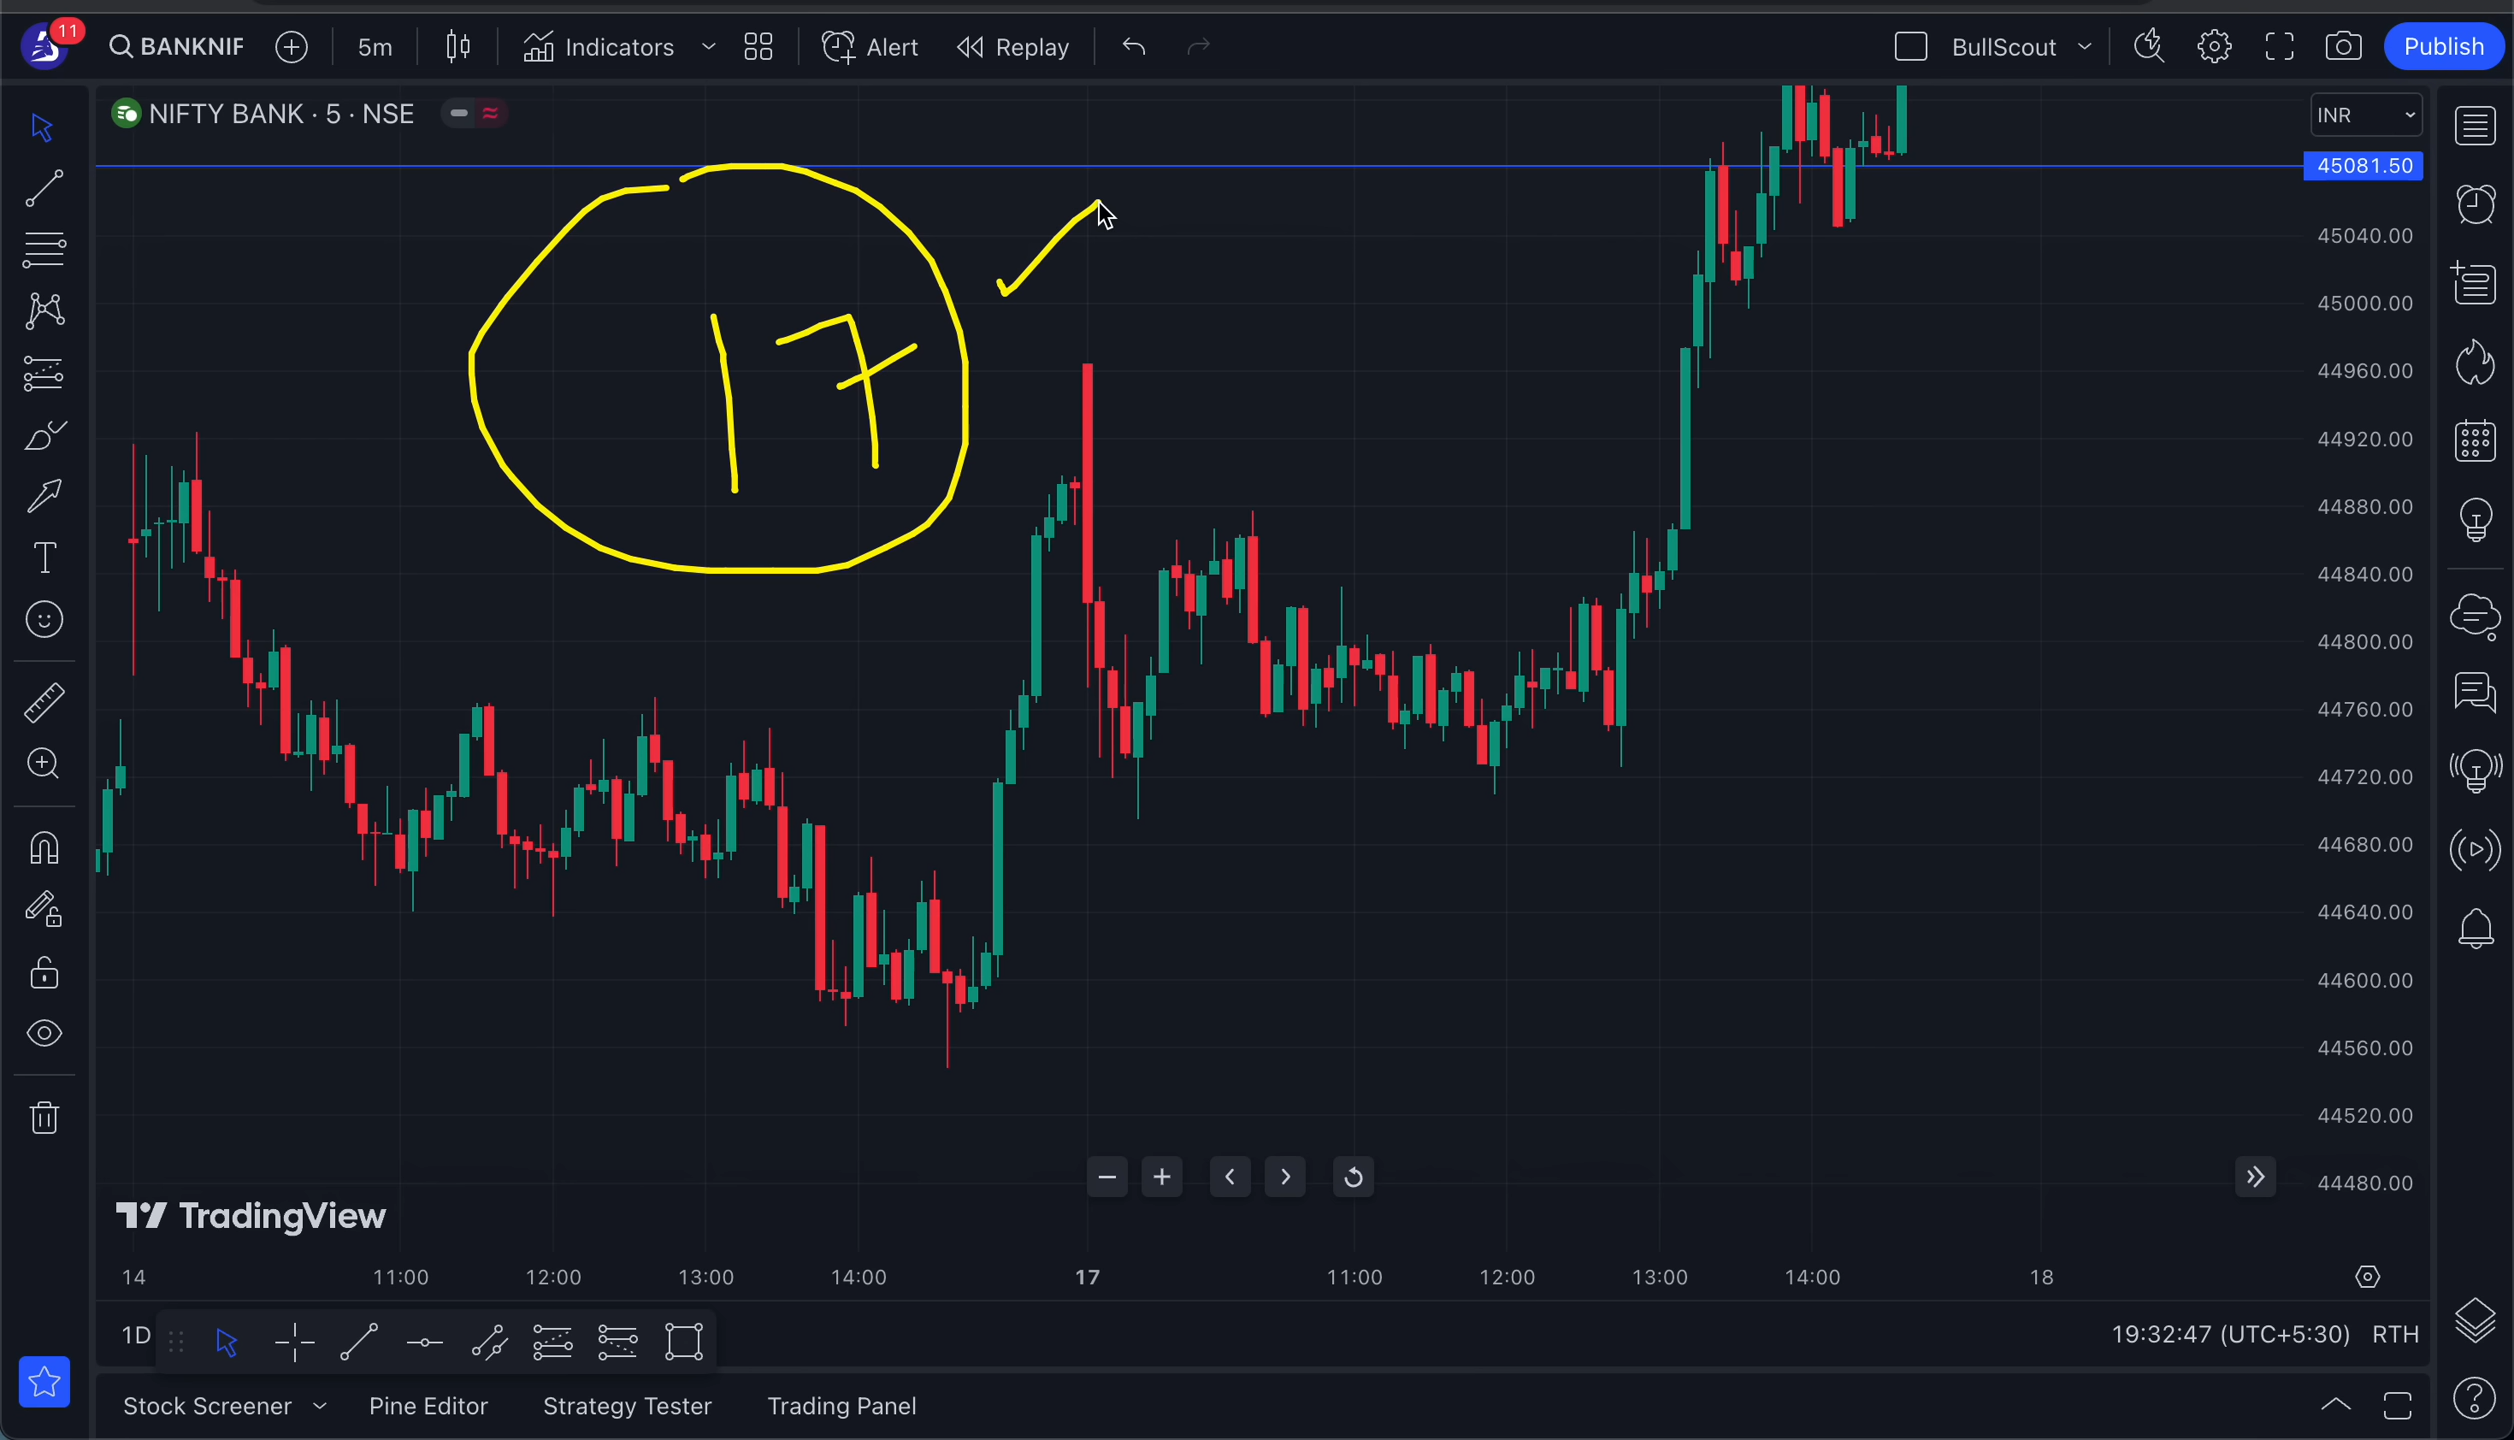 11
BANKNIF
5m
Indicators
Alert
Replay
BullScout
Publish
NIFTY BANK · 5 · NSE
INR
45081.50
45040.00
45000.00
44960.00
44920.00
44880.00
44840.00
44800.00
44760.00
44720.00
44680.00
44640.00
44600.00
44560.00
44520.00
44480.00
17
TradingView
14 11:00 12:00 13:00 14:00 17 11:00 12:00 13:00 14:00 18
1D
19:32:47 (UTC+5:30) RTH
Stock Screener Pine Editor Strategy Tester Trading Panel